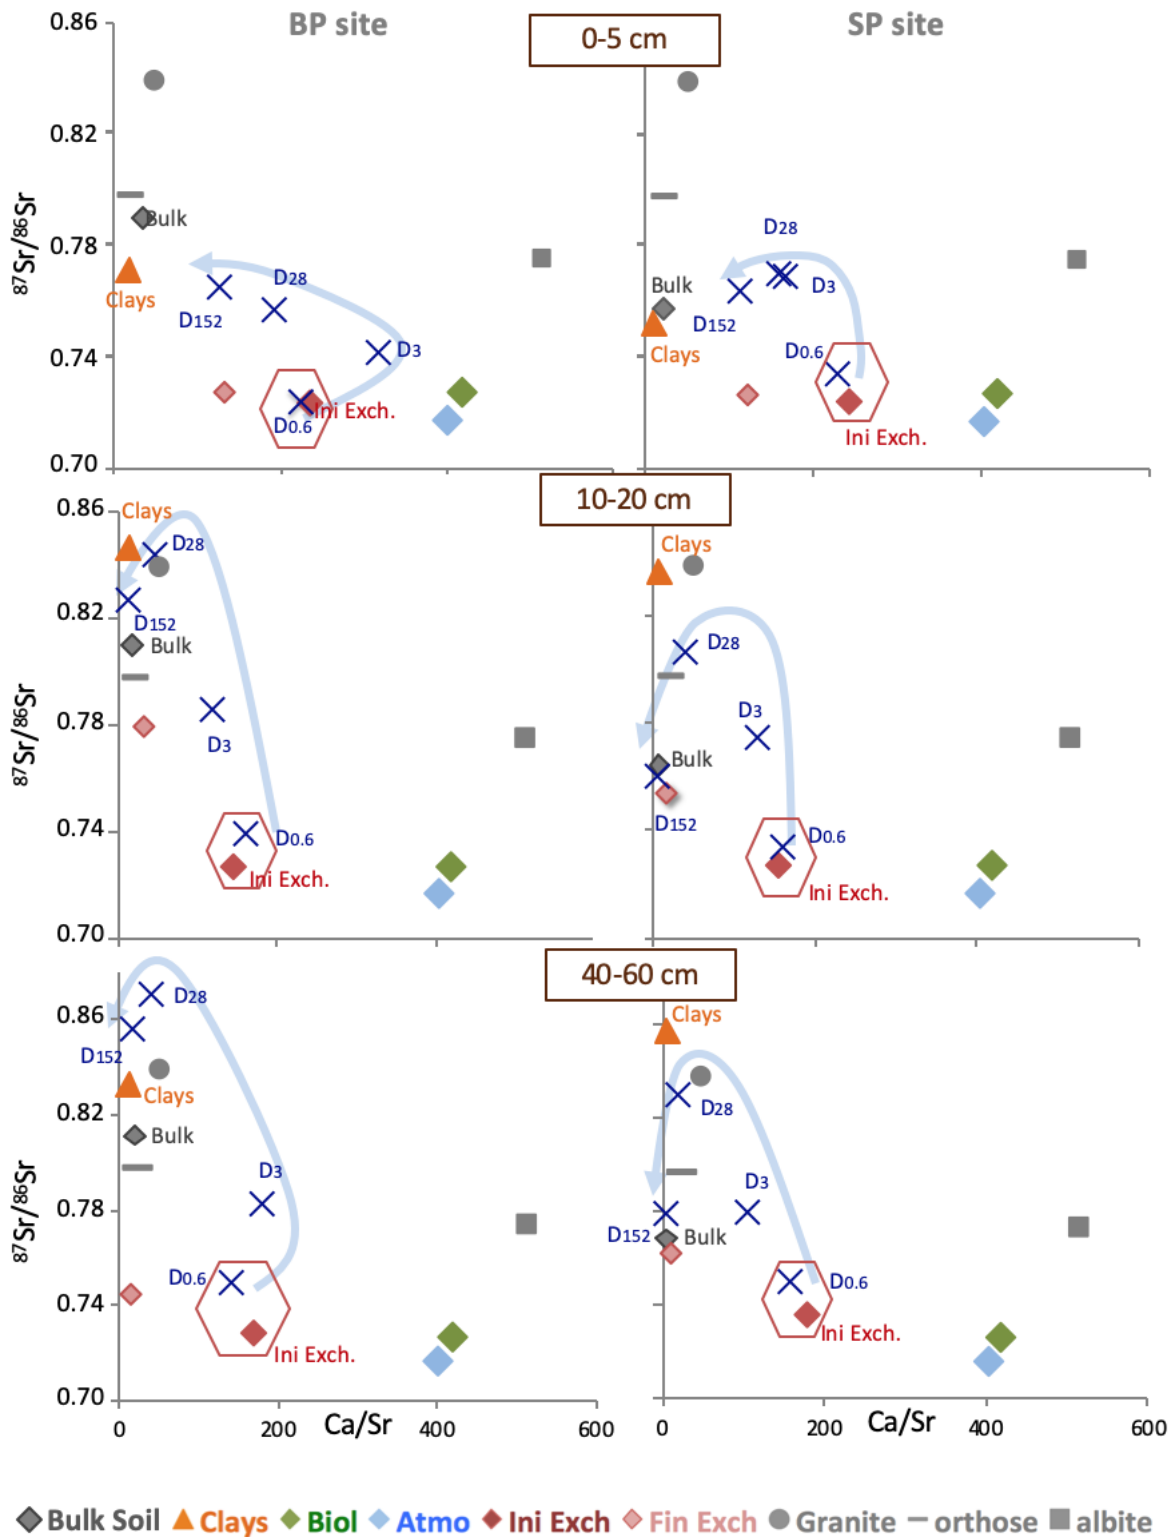 BP site
0-5 cm
SP site
0.86
0.82
0.78
0.74
0.70
87Sr/86Sr
Bulk
Clays
D28
D152
D3
Ini Exch.
D0.6
D28
Bulk
D3
D152
Clays
D0.6
Ini Exch.
10-20 cm
0.86
0.82
0.78
0.74
0.70
87Sr/86Sr
Clays
D28
D152
Bulk
D3
D0.6
Ini Exch.
Clays
D28
D3
Bulk
D152
D0.6
Ini Exch.
40-60 cm
0.86
0.82
0.78
0.74
0.70
87Sr/86Sr
D28
D152
Clays
Bulk
D3
D0.6
Ini Exch.
Clays
D28
D3
D152
Bulk
D0.6
Ini Exch.
0 200 Ca/Sr 400 600
0 200 Ca/Sr 400 600
Bulk Soil Clays Biol Atmo Ini Exch Fin Exch Granite orthose albite